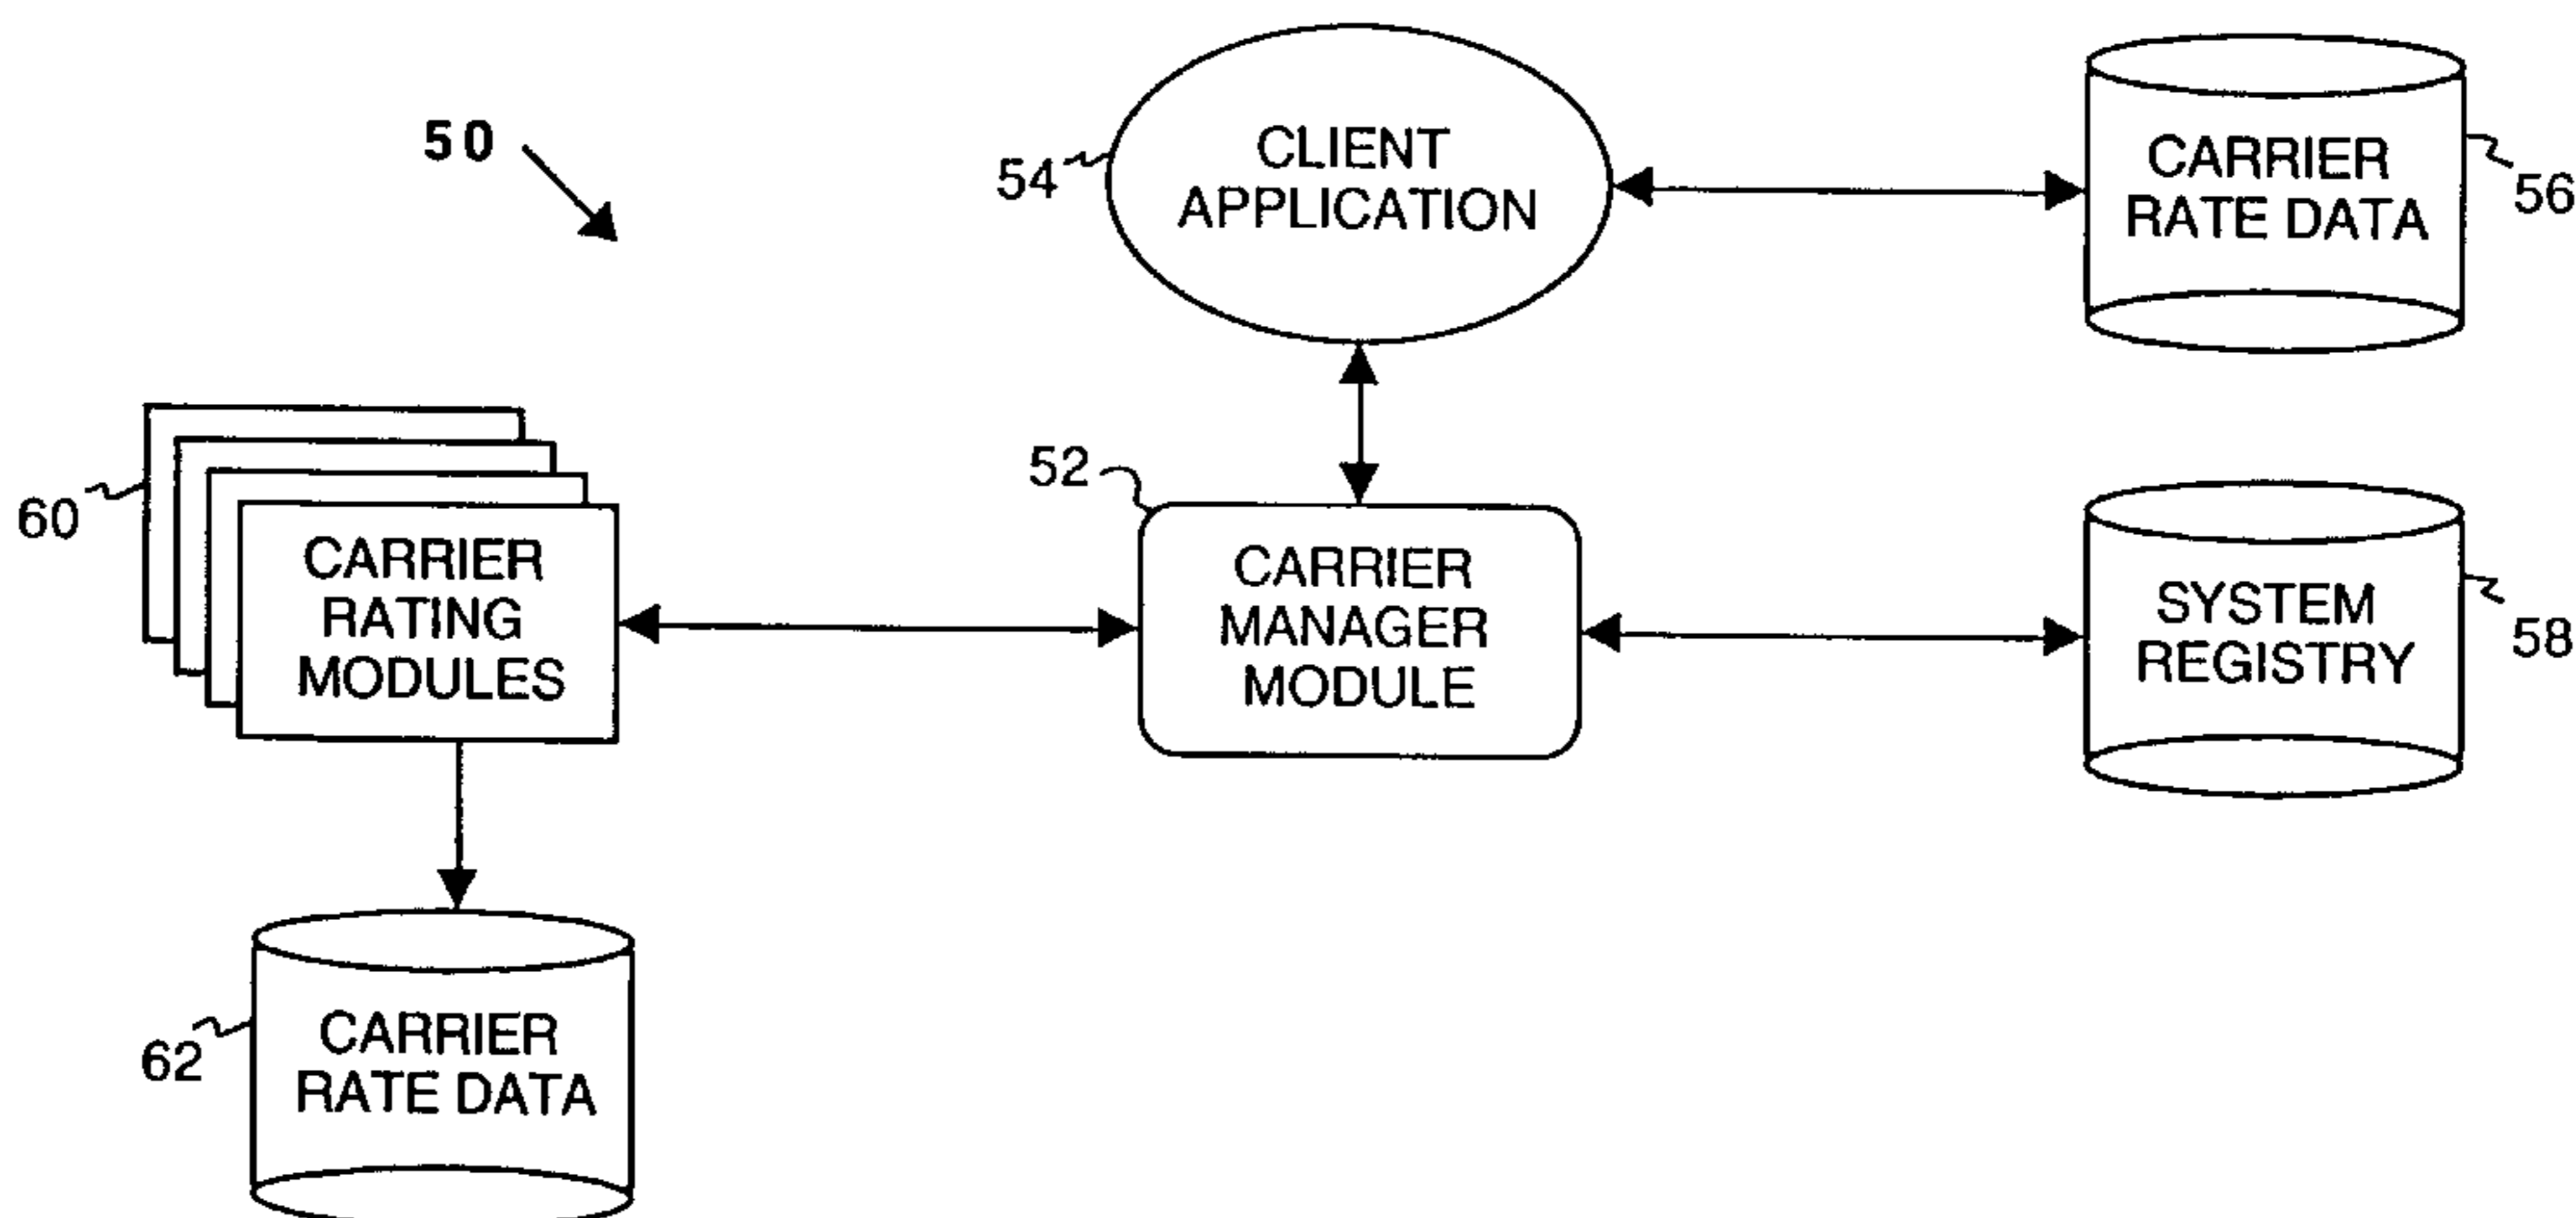 50
54
CLIENT
APPLICATION
CARRIER
RATE DATA
56
60
CARRIER
RATING
MODULES
52
CARRIER
MANAGER
MODULE
SYSTEM
REGISTRY
58
62
CARRIER
RATE DATA